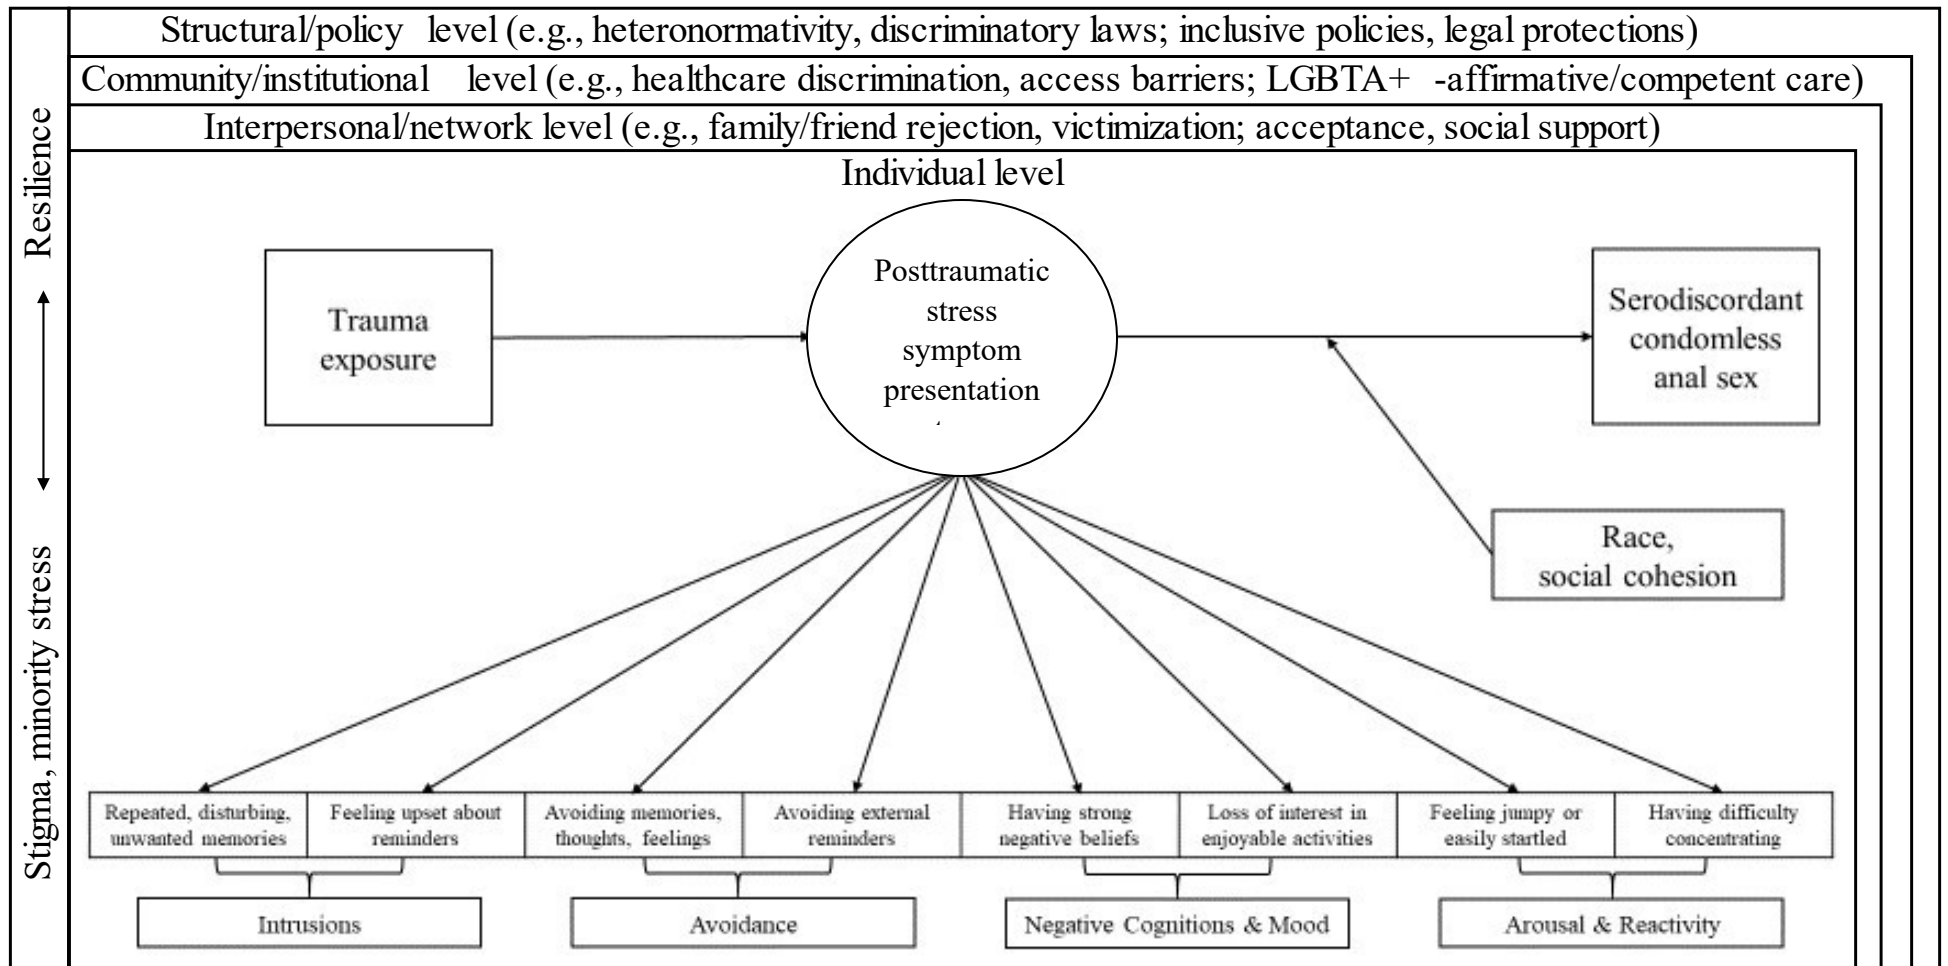 Structural/policy level (e.g., heteronormativity, discriminatory laws; inclusive policies, legal protections)
Community/institutional level (e.g., healthcare discrimination, access barriers; LGBTA+ -affirmative/competent care)
Interpersonal/network level (e.g., family/friend rejection, victimization; acceptance, social support)
Individual level
Resilience
Stigma, minority stress
Trauma
exposure
Posttraumatic
stress
symptom
presentation
Serodiscordant
condomless
anal sex
Race,
social cohesion
Repeated, disturbing,
unwanted memories
Feeling upset about
reminders
Avoiding memories,
thoughts, feelings
Avoiding external
reminders
Having strong
negative beliefs
Loss of interest in
enjoyable activities
Feeling jumpy or
easily startled
Having difficulty
concentrating
Intrusions
Avoidance
Negative Cognitions & Mood
Arousal & Reactivity